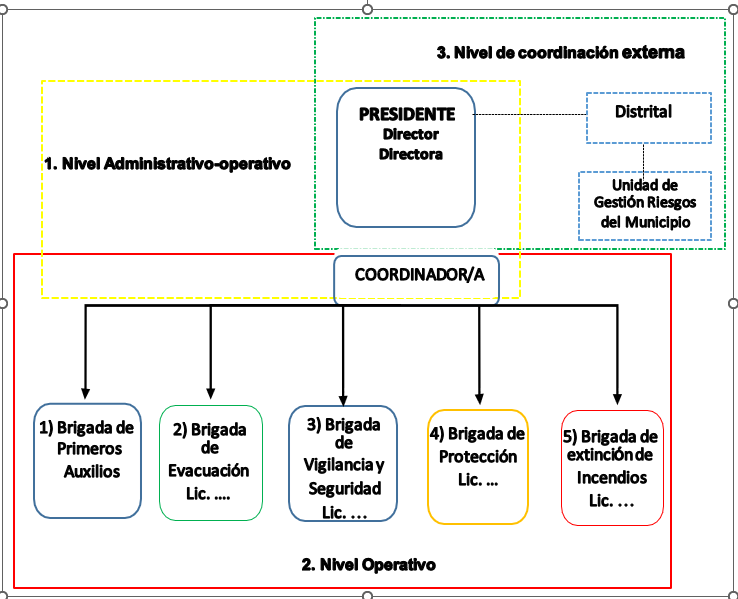 3. Nivel de coordinación externa
PRESIDENTE
Director
Directora
Distrital
1. Nivel Administrativo-operativo
Unidad de
Gestión Riesgos
del Municipio
COORDINADOR/A
1) Brigada de
Primeros
Auxilios
2) Brigada
de
Evacuación
Lic. ....
3) Brigada
de
Vigilancia y
Seguridad
Lic. ...
4) Brigada de
Protección
Lic. ...
5) Brigada de
extinción de
Incendios
Lic. ...
2. Nivel Operativo